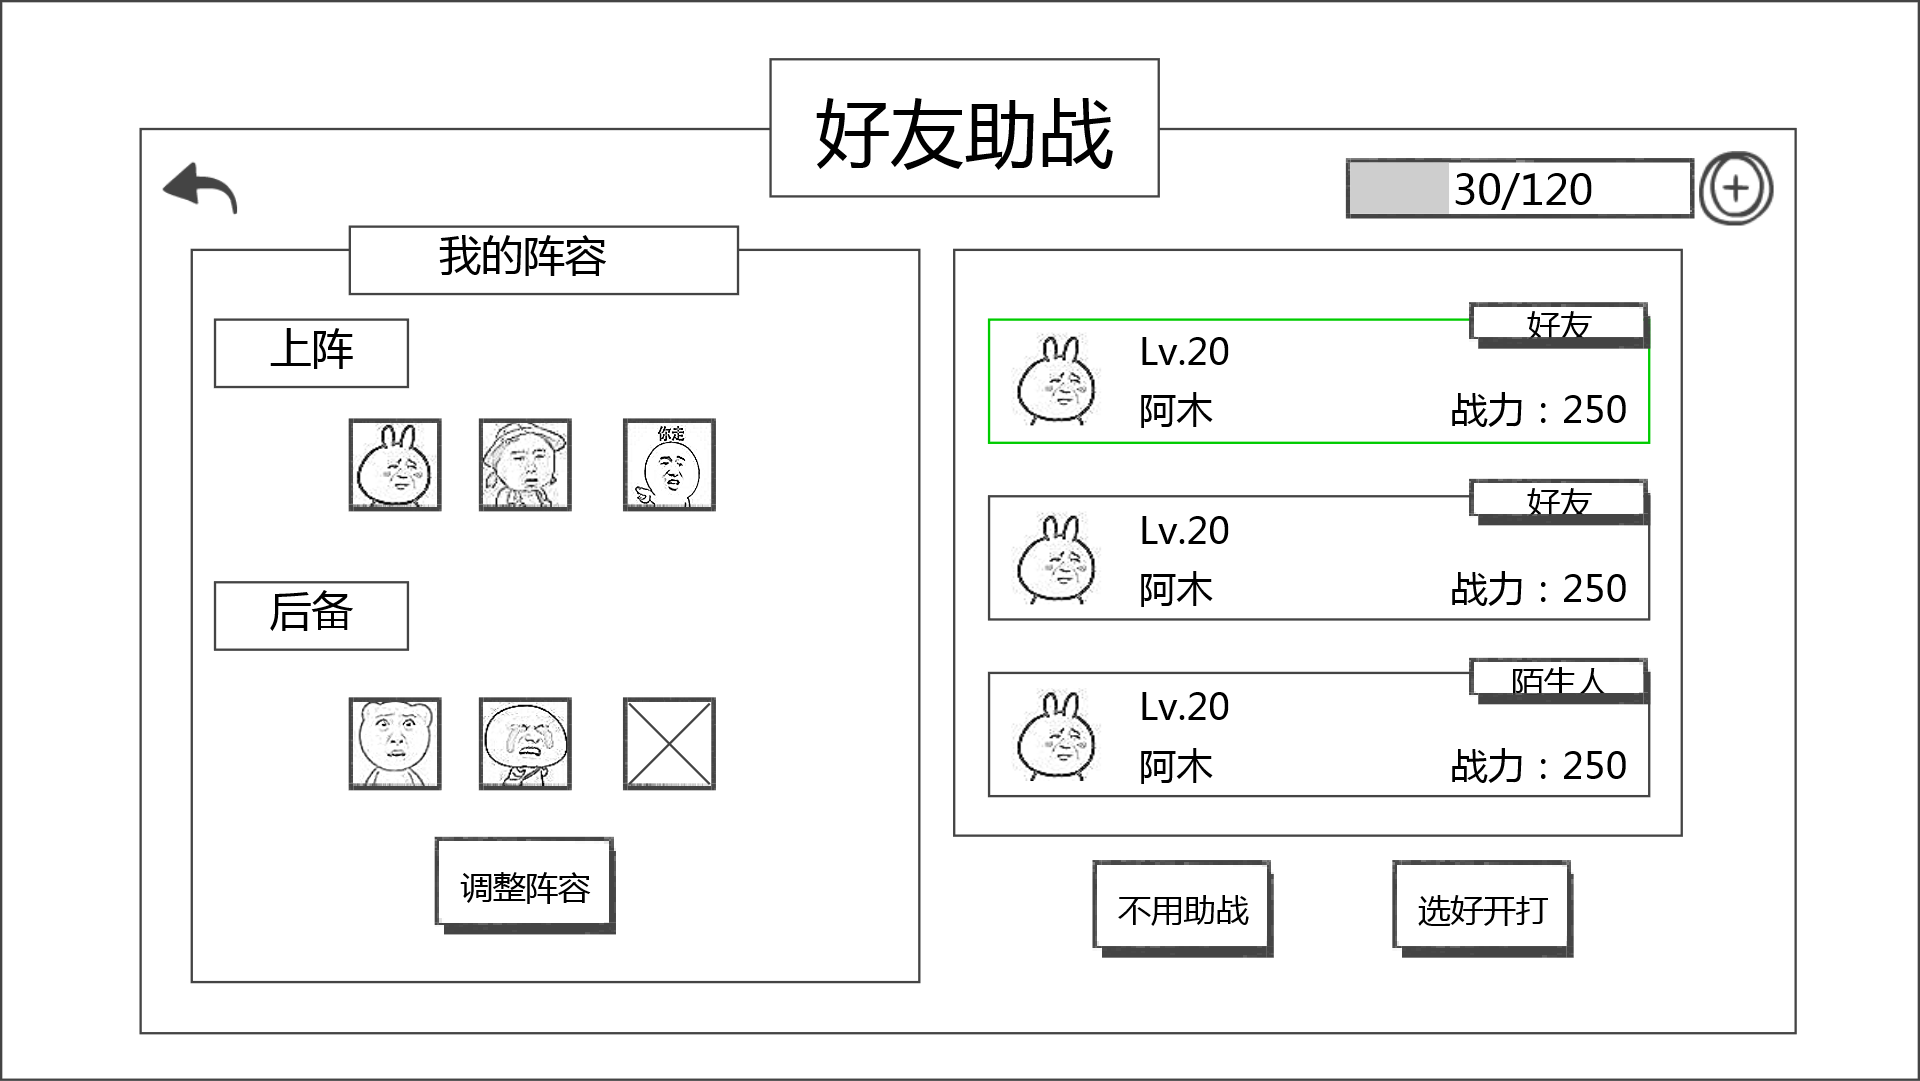 好友助战
30/120
我的阵容
上阵
你走
后备
调整阵容
好友
Lv.20
阿木
战力：250
好友
Lv.20
阿木
战力：250
陌生人
Lv.20
阿木
战力：250
不用助战
选好开打